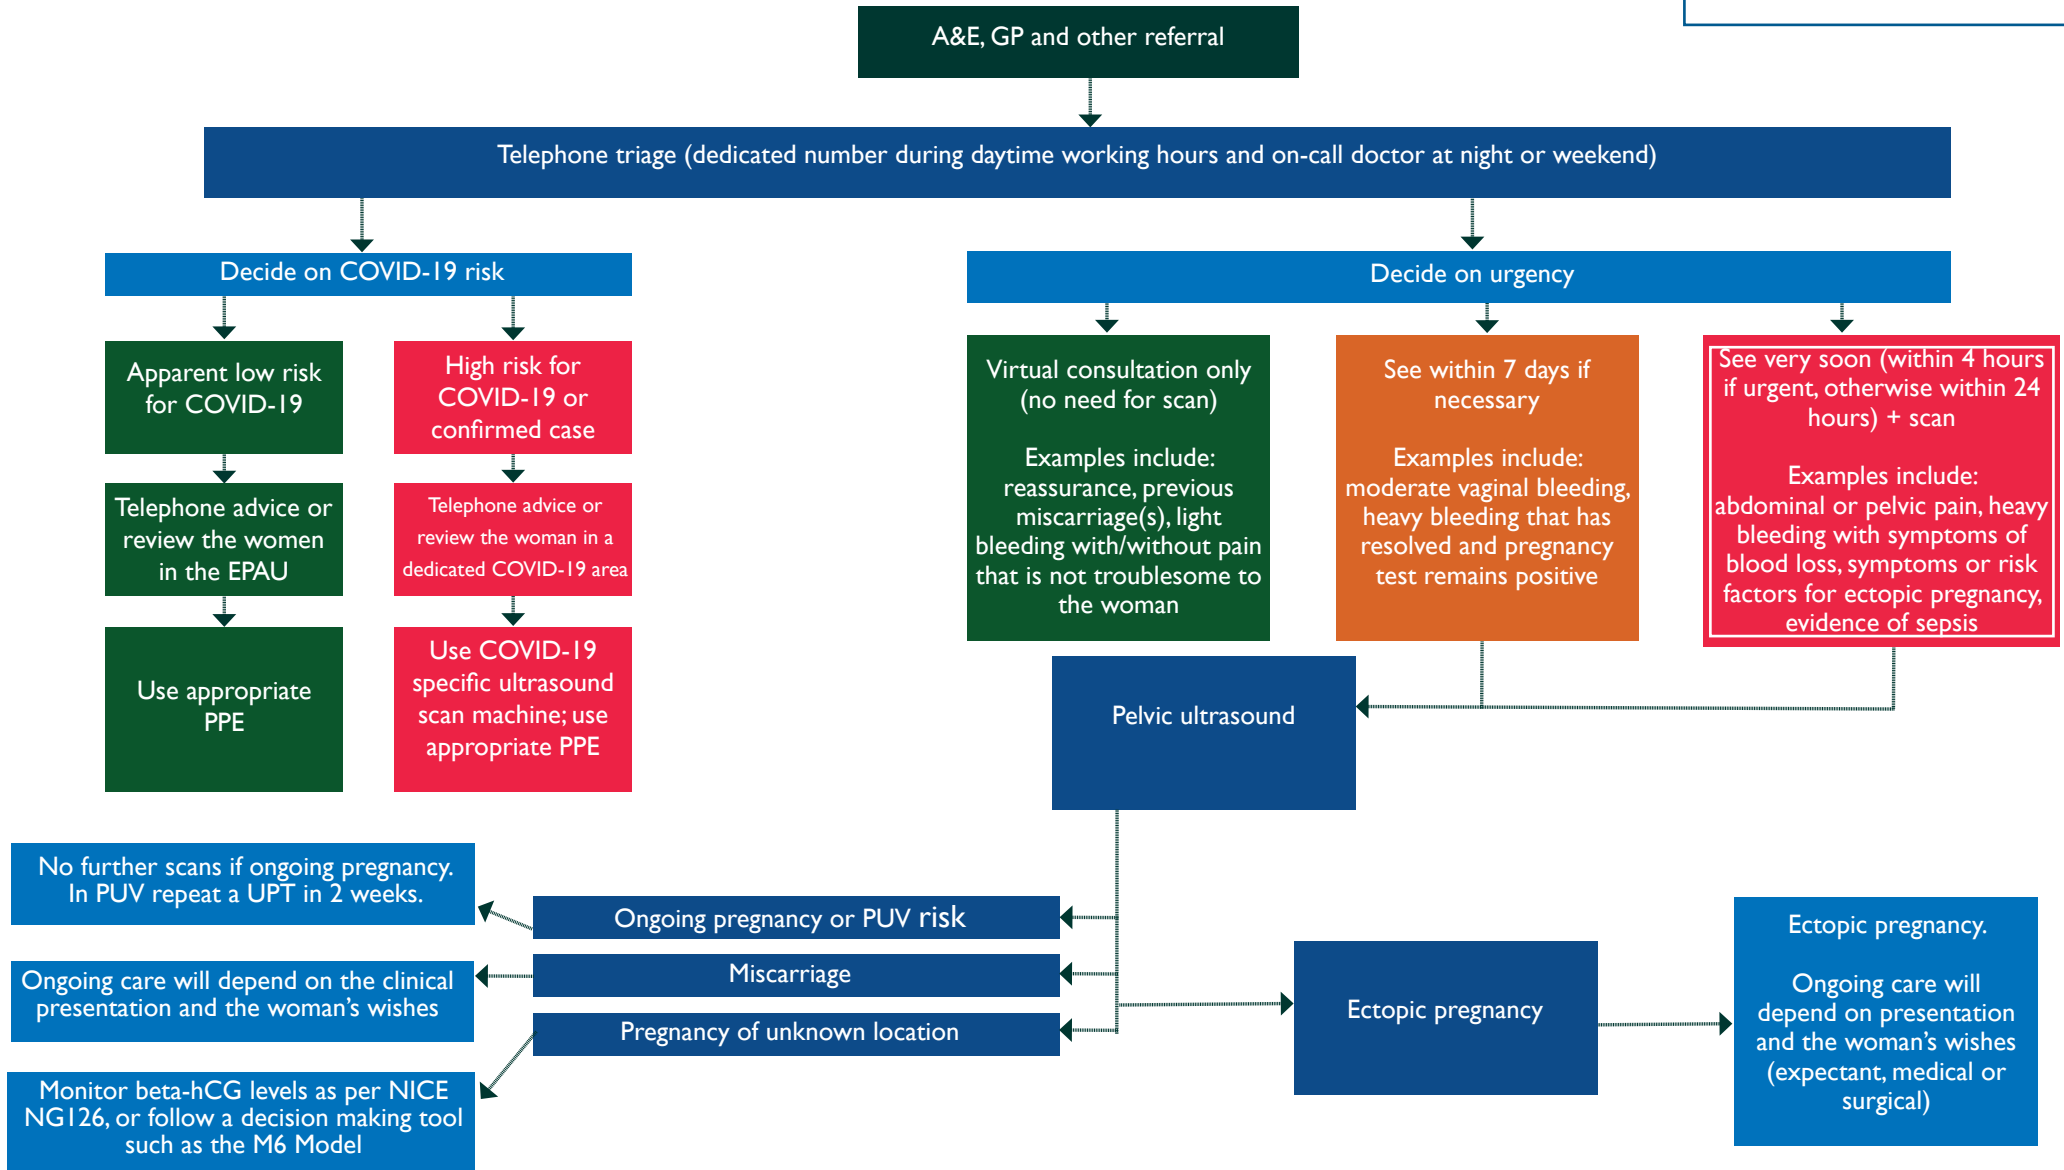 A&E, GP and other referral
Telephone triage (dedicated number during daytime working hours and on-call doctor at night or weekend)
Decide on COVID-19 risk
Decide on urgency
Apparent low risk
for COVID-19
High risk for
COVID-19 or
confirmed case
Telephone advice or
review the women
in the EPAU
Telephone advice or
review the woman in a
dedicated COVID-19 area
Use appropriate
PPE
Use COVID-19
specific ultrasound
scan machine; use
appropriate PPE
Virtual consultation only
(no need for scan)
Examples include:
reassurance, previous
miscarriage(s), light
bleeding with/without pain
that is not troublesome to
the woman
See within 7 days if
necessary
Examples include:
moderate vaginal bleeding,
heavy bleeding that has
resolved and pregnancy
test remains positive
See very soon (within 4 hours
if urgent, otherwise within 24
hours) + scan
Examples include:
abdominal or pelvic pain, heavy
bleeding with symptoms of
blood loss, symptoms or risk
factors for ectopic pregnancy,
evidence of sepsis
Pelvic ultrasound
No further scans if ongoing pregnancy.
In PUV repeat a UPT in 2 weeks.
Ongoing pregnancy or PUV risk
Ongoing care will depend on the clinical
presentation and the woman’s wishes
Miscarriage
Pregnancy of unknown location
Monitor beta-hCG levels as per NICE
NG126, or follow a decision making tool
such as the M6 Model
Ectopic pregnancy
Ectopic pregnancy.
Ongoing care will
depend on presentation
and the woman’s wishes
(expectant, medical or
surgical)